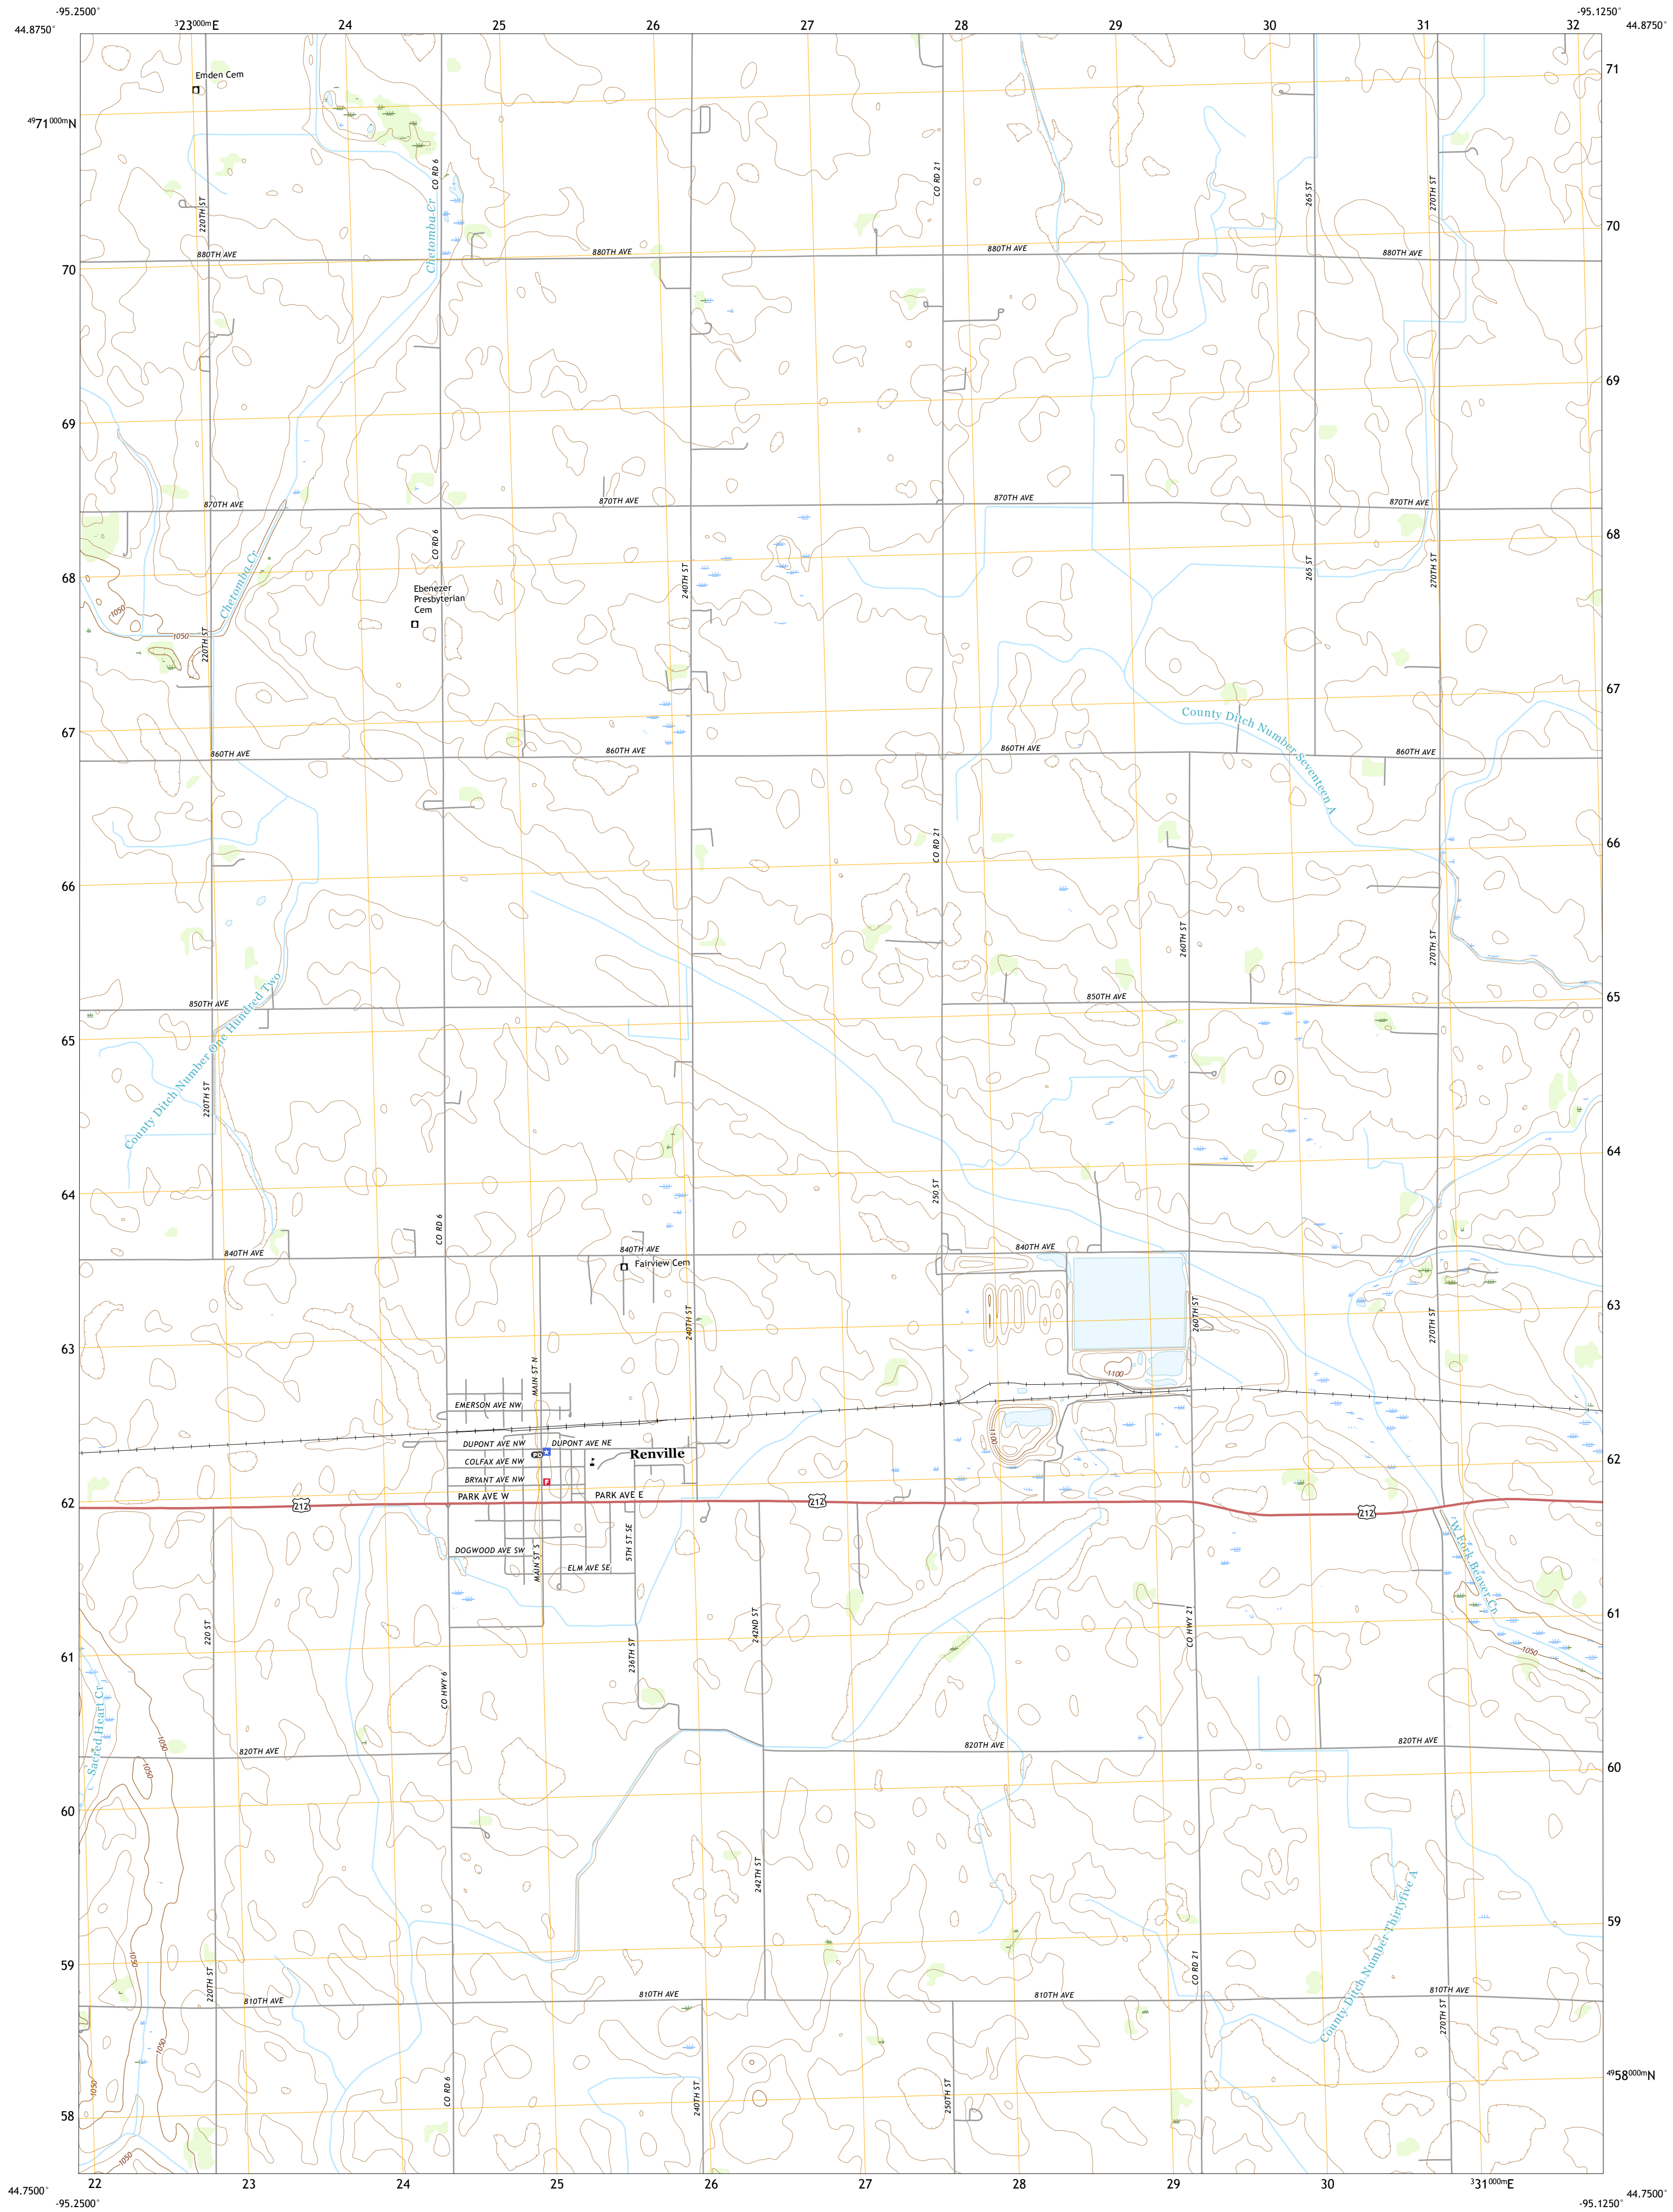 -95.2500°
-95.1250°
44.8750°
³23⁰⁰⁰ᵐE
24
25
26
27
28
29
30
31
32
44.8750°
Emden Cem
71
⁴⁹71⁰⁰⁰ᵐN
CO RD 6
CO RD 21
265 ST
270TH ST
220TH ST
Chetomba Cr
70
880TH AVE
880TH AVE
880TH AVE
880TH AVE
70
69
69
870TH AVE
870TH AVE
870TH AVE
870TH AVE
68
CO RD 6
Chetomba Cr
240TH ST
265 ST
270TH ST
68
Ebenezer
Presbyterian
Cem
1050
1050
220TH ST
67
County Ditch Number Seventeen A
67
860TH AVE
860TH AVE
860TH AVE
860TH AVE
CO RD 21
66
66
260TH ST
270TH ST
County Ditch Number One Hundred Two
850TH AVE
850TH AVE
65
65
220TH ST
64
250 ST
64
CO RD 6
840TH AVE
840TH AVE
840TH AVE
Fairview Cem
63
240TH ST
260TH ST
270TH ST
63
MAIN ST N
1100
EMERSON AVE NW
DUPONT AVE NW
DUPONT AVE NE
1100
PO
Renville
COLFAX AVE NW
62
BRYANT AVE NW
F
PARK AVE W
PARK AVE E
62
212
212
212
5TH ST SE
MAIN ST S
DOGWOOD AVE SW
ELM AVE SE
W Fork Beaver Cr
61
220 ST
236TH ST
242ND ST
CO HWY 21
1050
61
CO HWY 6
Sacred Heart Cr
1050
1050
820TH AVE
820TH AVE
820TH AVE
60
60
242TH ST
County Ditch Number Thirtyfive A
59
1050
59
220TH ST
CO RD 21
810TH AVE
810TH AVE
810TH AVE
810TH AVE
270TH ST
1050
1050
CO RD 6
240TH ST
250TH ST
⁴⁹58⁰⁰⁰ᵐN
58
1050
22
23
24
25
26
27
28
29
30
³31⁰⁰⁰ᵐE
44.7500°
44.7500°
-95.2500°
-95.1250°